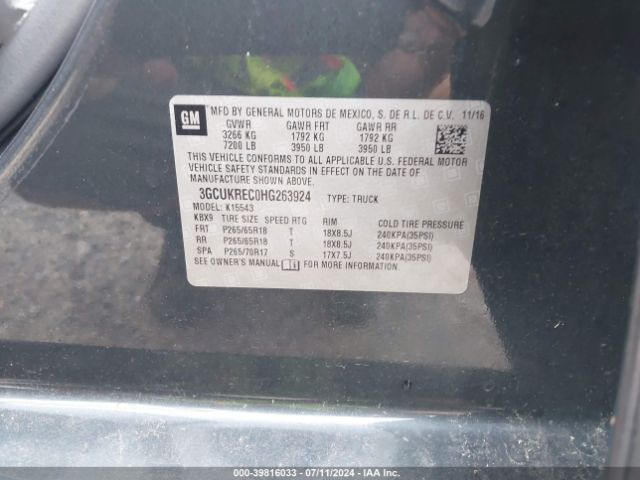 GM
MFD BY GENERAL MOTORS DE MEXICO, S. DE R.L. DE C.V. 11/16
GVWR GAWR FRT GAWR RR
3266 KG 1792 KG 1792 KG
7200 LB 3950 LB 3950 LB
THIS VEHICLE CONFORMS TO ALL APPLICABLE U.S. FEDERAL MOTOR
VEHICLE SAFETY STANDARDS IN EFFECT ON THE DATE OF
MANUFACTURE SHOWN ABOVE.
3GCUKREC0HG263924 TYPE: TRUCK
MODEL: K15543
KBX9 TIRE SIZE SPEED RTG RIM COLD TIRE PRESSURE
FRT P265/65R18 T 18X8.5J 240KPA(35PSI)
RR P265/65R18 T 18X8.5J 240KPA(35PSI)
SPA P265/70R17 S 17X7.5J 240KPA(35PSI)
SEE OWNER'S MANUAL FOR MORE INFORMATION.
000-39816033 - 07/11/2024 - IAA Inc.